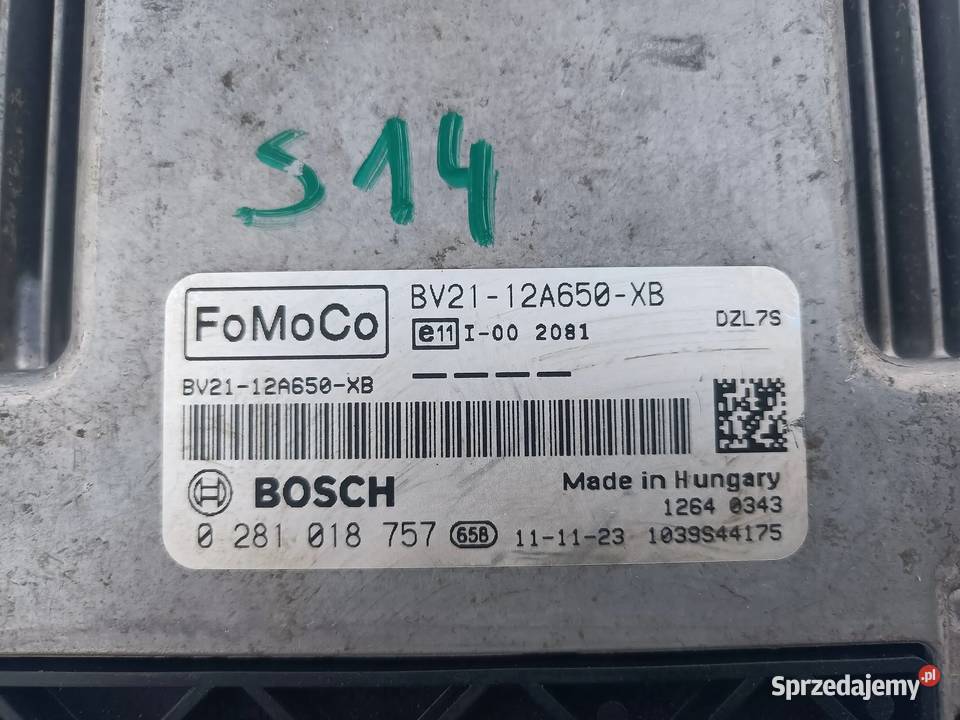 S14
FoMoCo
BV21-12A650-XB
e11 I-00 2081
DZL7S
BV21-12A650-XB
BOSCH
Made in Hungary
1264 0343
0 281 018 757 65B 11-11-23 1039S44175
Sprzedajemy.pl